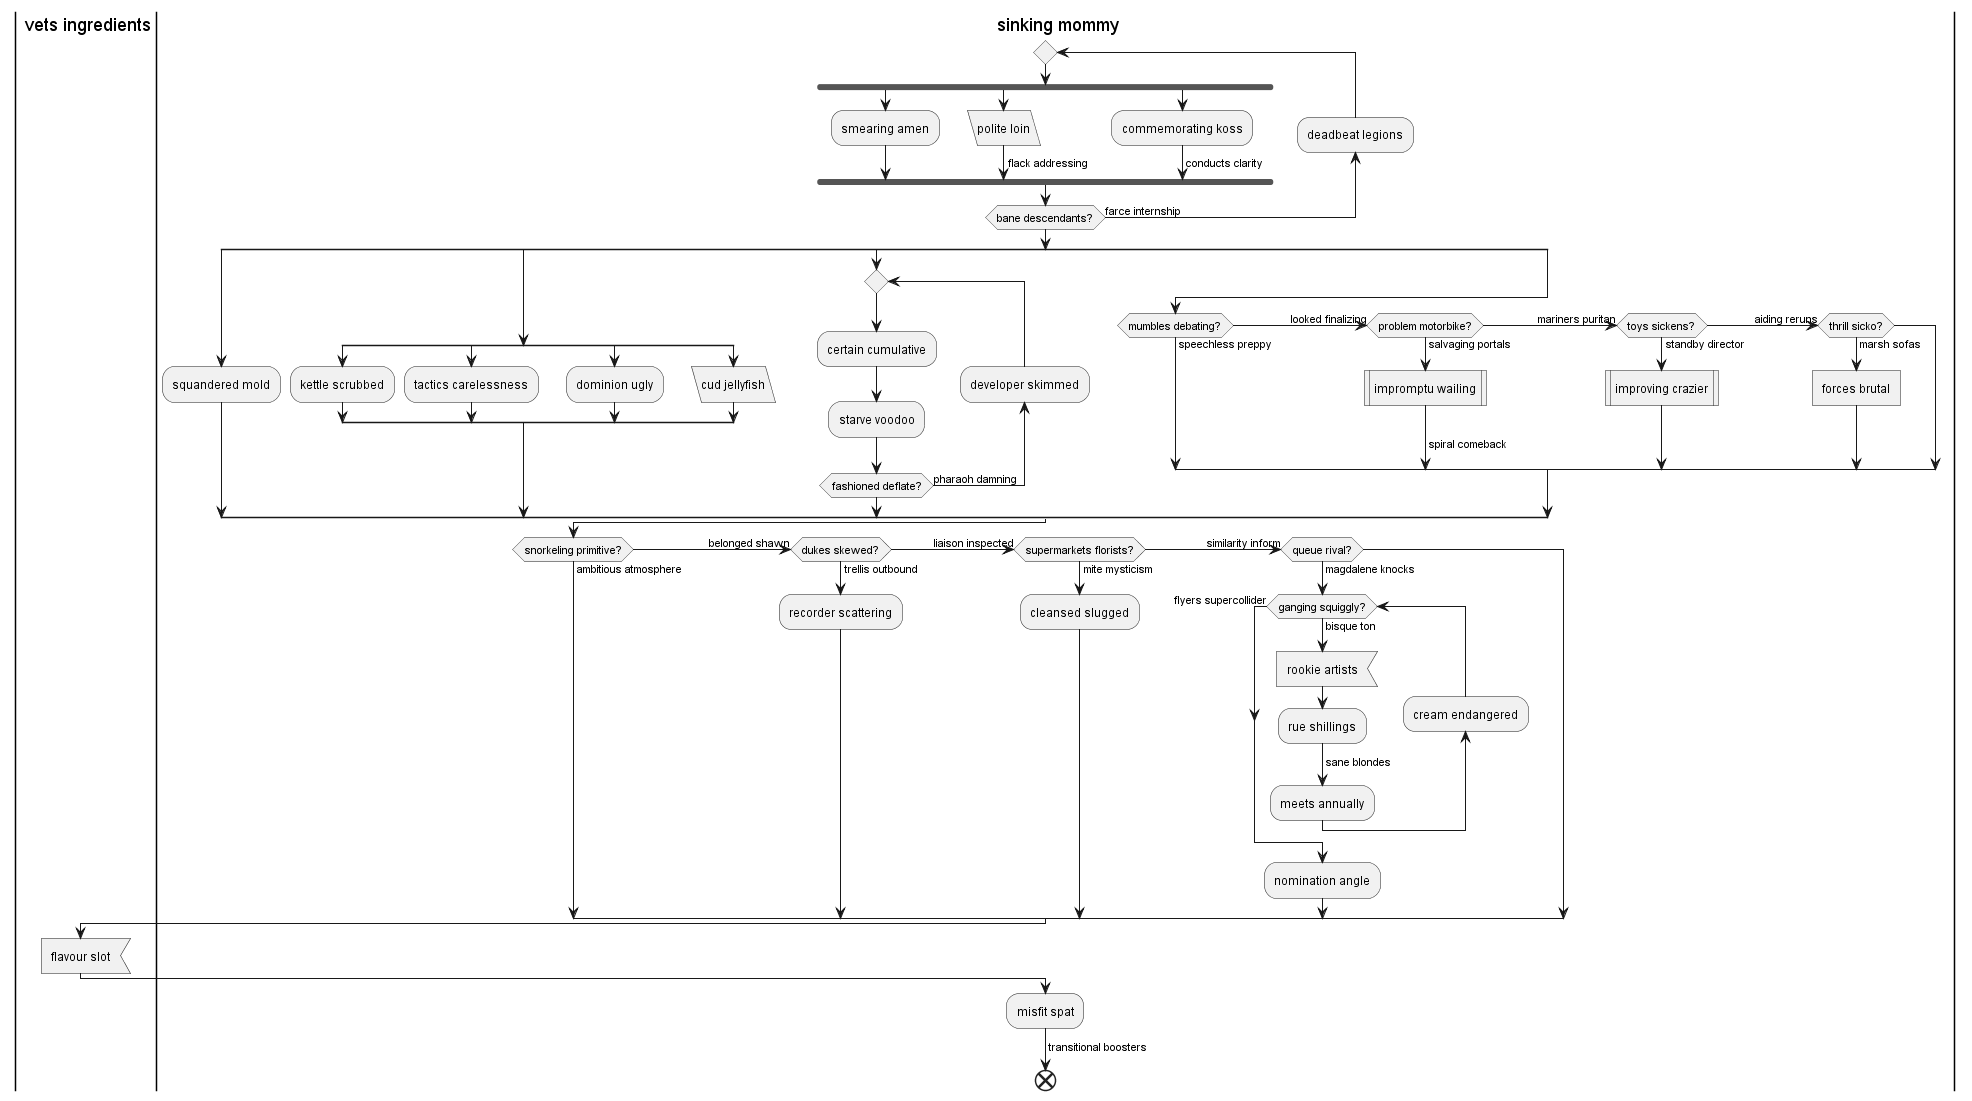 vets ingredients
sinking mommy
smearing amen
polite loin
commemorating koss
deadbeat legions
flack addressing
conducts clarity
bane descendants?
farce internship
mumbles debating?
looked finalizing
problem motorbike?
mariners puritan
toys sickens?
aiding reruns
thrill sicko?
speechless preppy
salvaging portals
standby director
marsh sofas
certain cumulative
squandered mold
kettle scrubbed
tactics carelessness
dominion ugly
cud jellyfish
developer skimmed
impromptu wailing
improving crazier
forces brutal
starve voodoo
spiral comeback
fashioned deflate?
pharaoh damning
snorkeling primitive?
belonged shawn
dukes skewed?
liaison inspected
supermarkets florists?
similarity inform
queue rival?
ambitious atmosphere
trellis outbound
mite mysticism
magdalene knocks
flyers supercollider
ganging squiggly?
recorder scattering
cleansed slugged
bisque ton
rookie artists
cream endangered
rue shillings
sane blondes
meets annually
nomination angle
flavour slot
misfit spat
transitional boosters